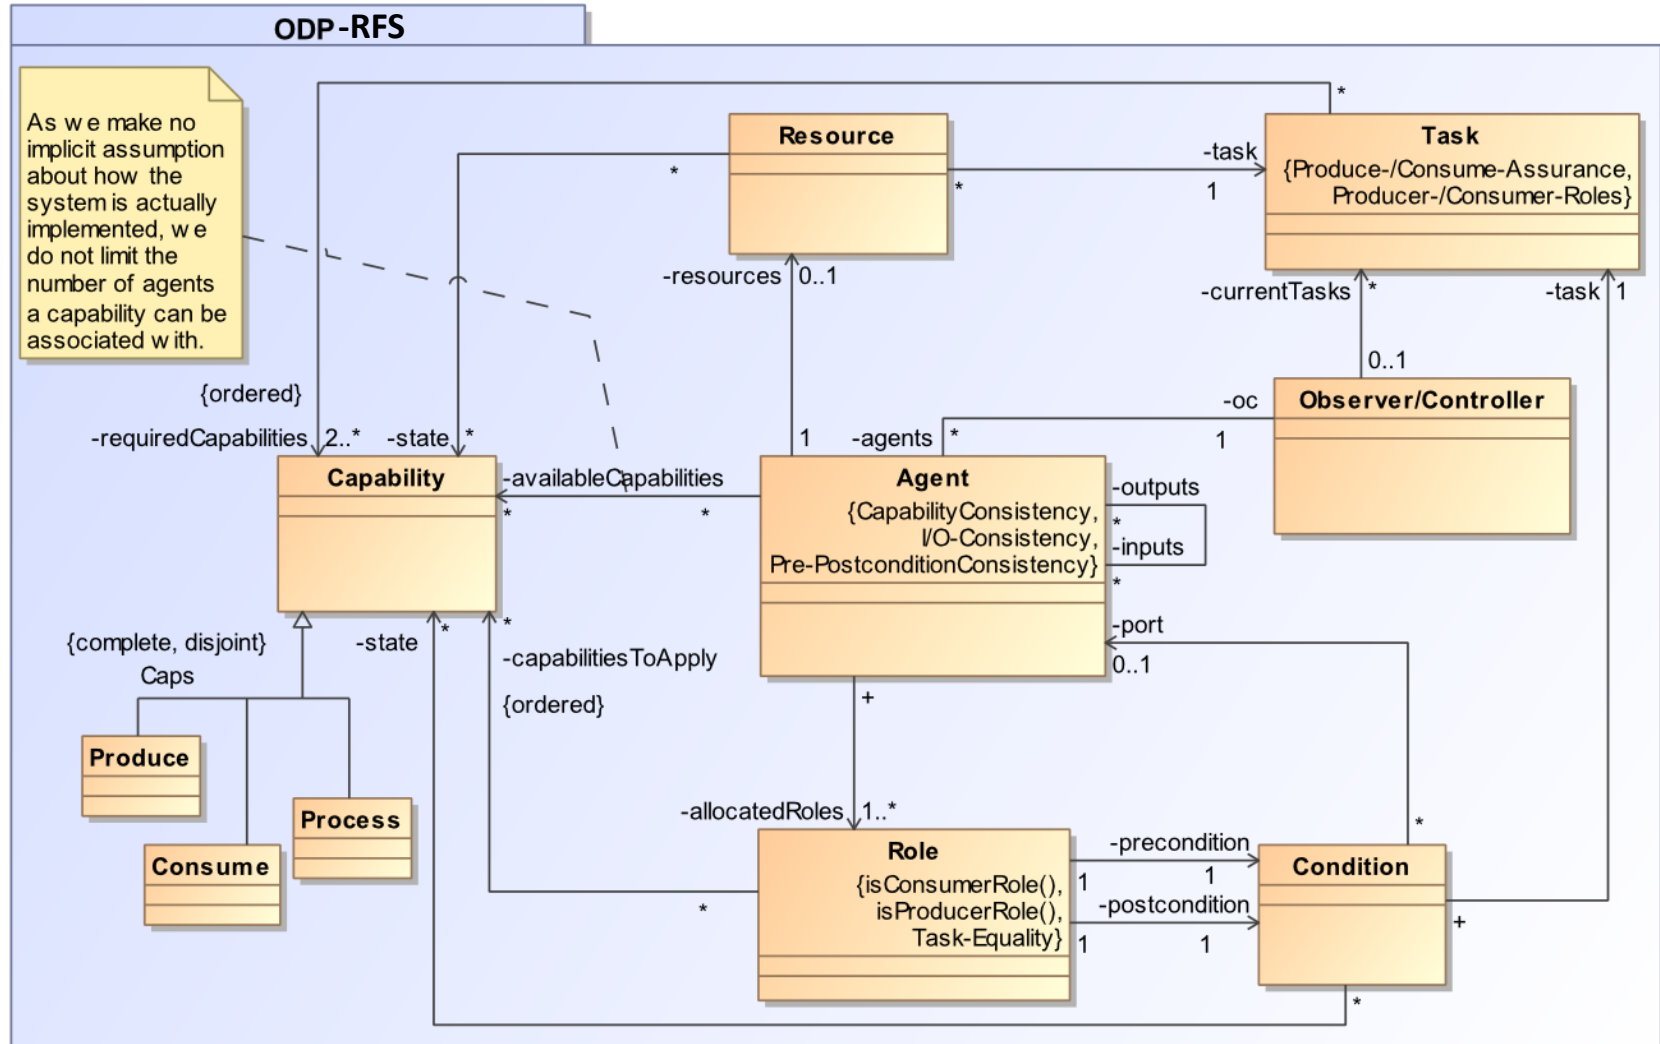 ODP-RFS
As we make no
implicit assumption
about how the
system is actually
implemented, we
do not limit the
number of agents
a capability can be
associated with.
Resource
*
*
-task
1
*
Task
{Produce-/Consume-Assurance,
Producer-/Consumer-Roles}
-resources
0..1
-currentTasks
*
-task
1
0..1
{ordered}
-requiredCapabilities
2..*
-state
*
1
-agents
*
-oc
1
Observer/Controller
Capability
-availableCapabilities
*
*
Agent
{CapabilityConsistency,
I/O-Consistency,
Pre-PostconditionConsistency}
-outputs
*
-inputs
*
-port
0..1
{complete, disjoint}
Caps
-state
*
*
-capabilitiesToApply
{ordered}
+
Produce
Consume
Process
-allocatedRoles
1..*
*
Role
{isConsumerRole(),
isProducerRole(),
Task-Equality}
-precondition
1
1
-postcondition
1
1
*
Condition
+
*